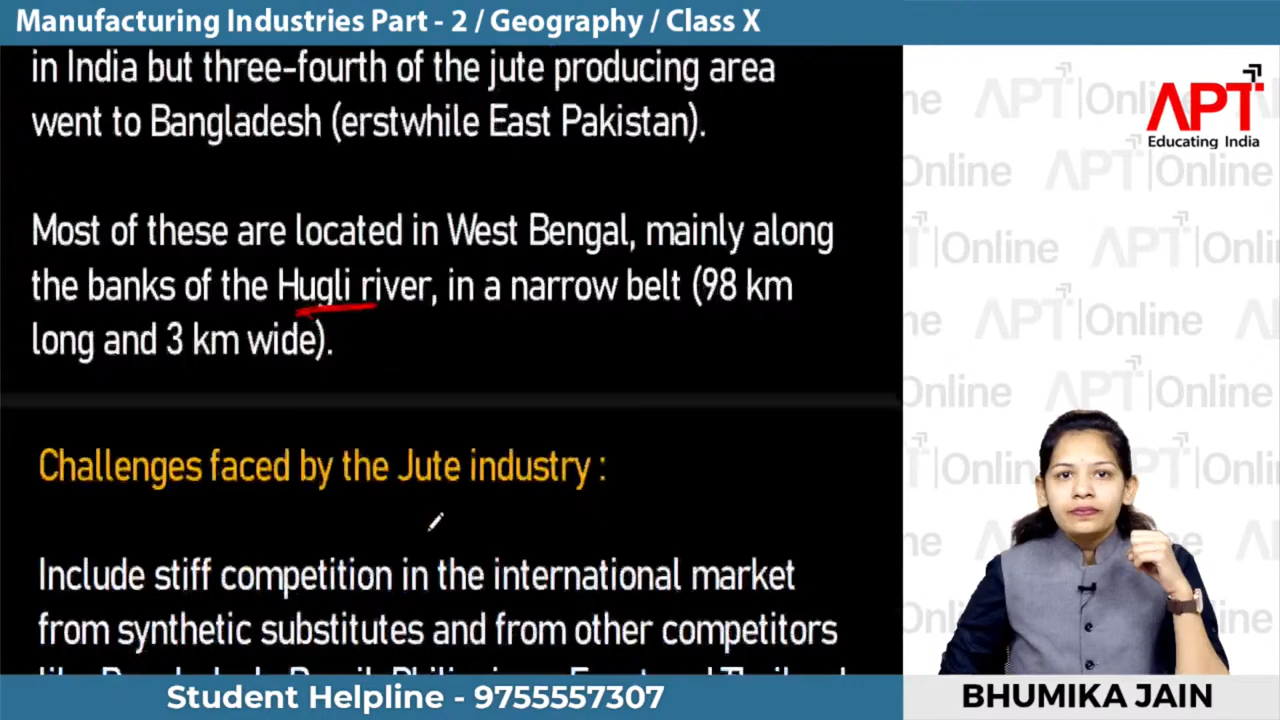 Manufacturing Industries Part - 2 / Geography / Class X
in India but three-fourth of the jute producing area
went to Bangladesh (erstwhile East Pakistan).
Most of these are located in West Bengal, mainly along
the banks of the Hugli river, in a narrow belt (98 km
long and 3 km wide).
Challenges faced by the Jute industry :
Include stiff competition in the international market
from synthetic substitutes and from other competitors
APT
Educating India
APT|Online
Student Helpline - 9755557307
BHUMIKA JAIN